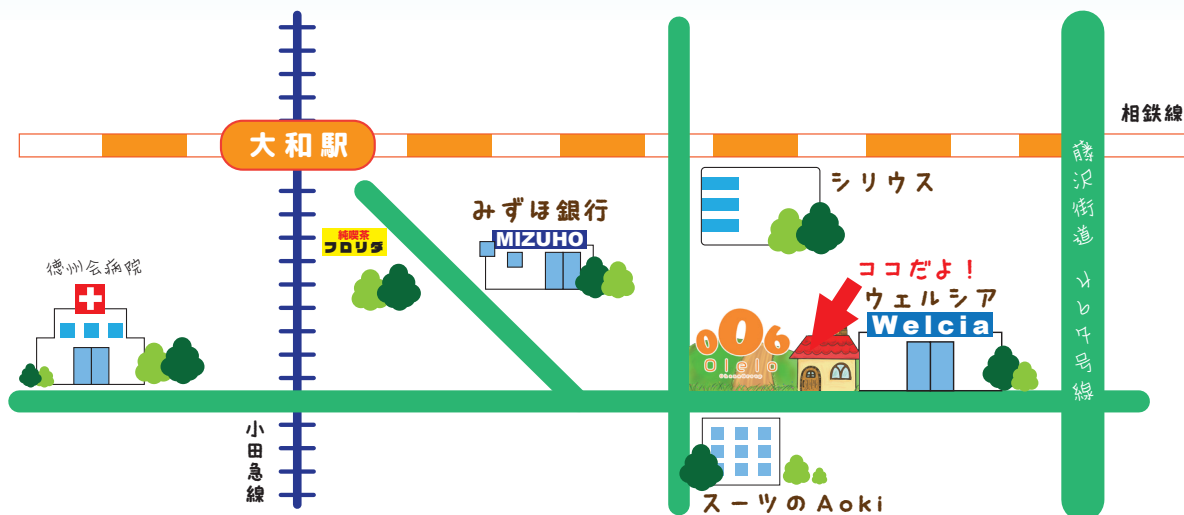 相鉄線
大和駅
藤沢街道 467号線
シリウス
みずほ銀行
MIZUHO
純喫茶
フロリダ
徳州会病院
ココだよ！
ウェルシア
Welcia
006
Olelo
小田急線
スーツのAoki